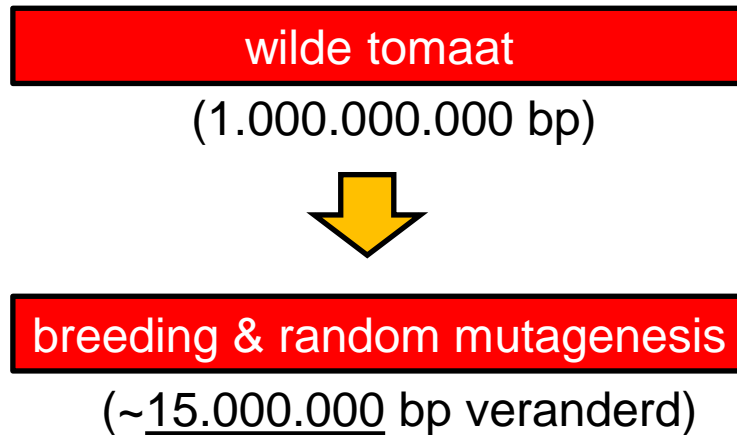 wilde tomaat
(1.000.000.000 bp)
breeding & random mutagenesis
(~15.000.000 bp veranderd)